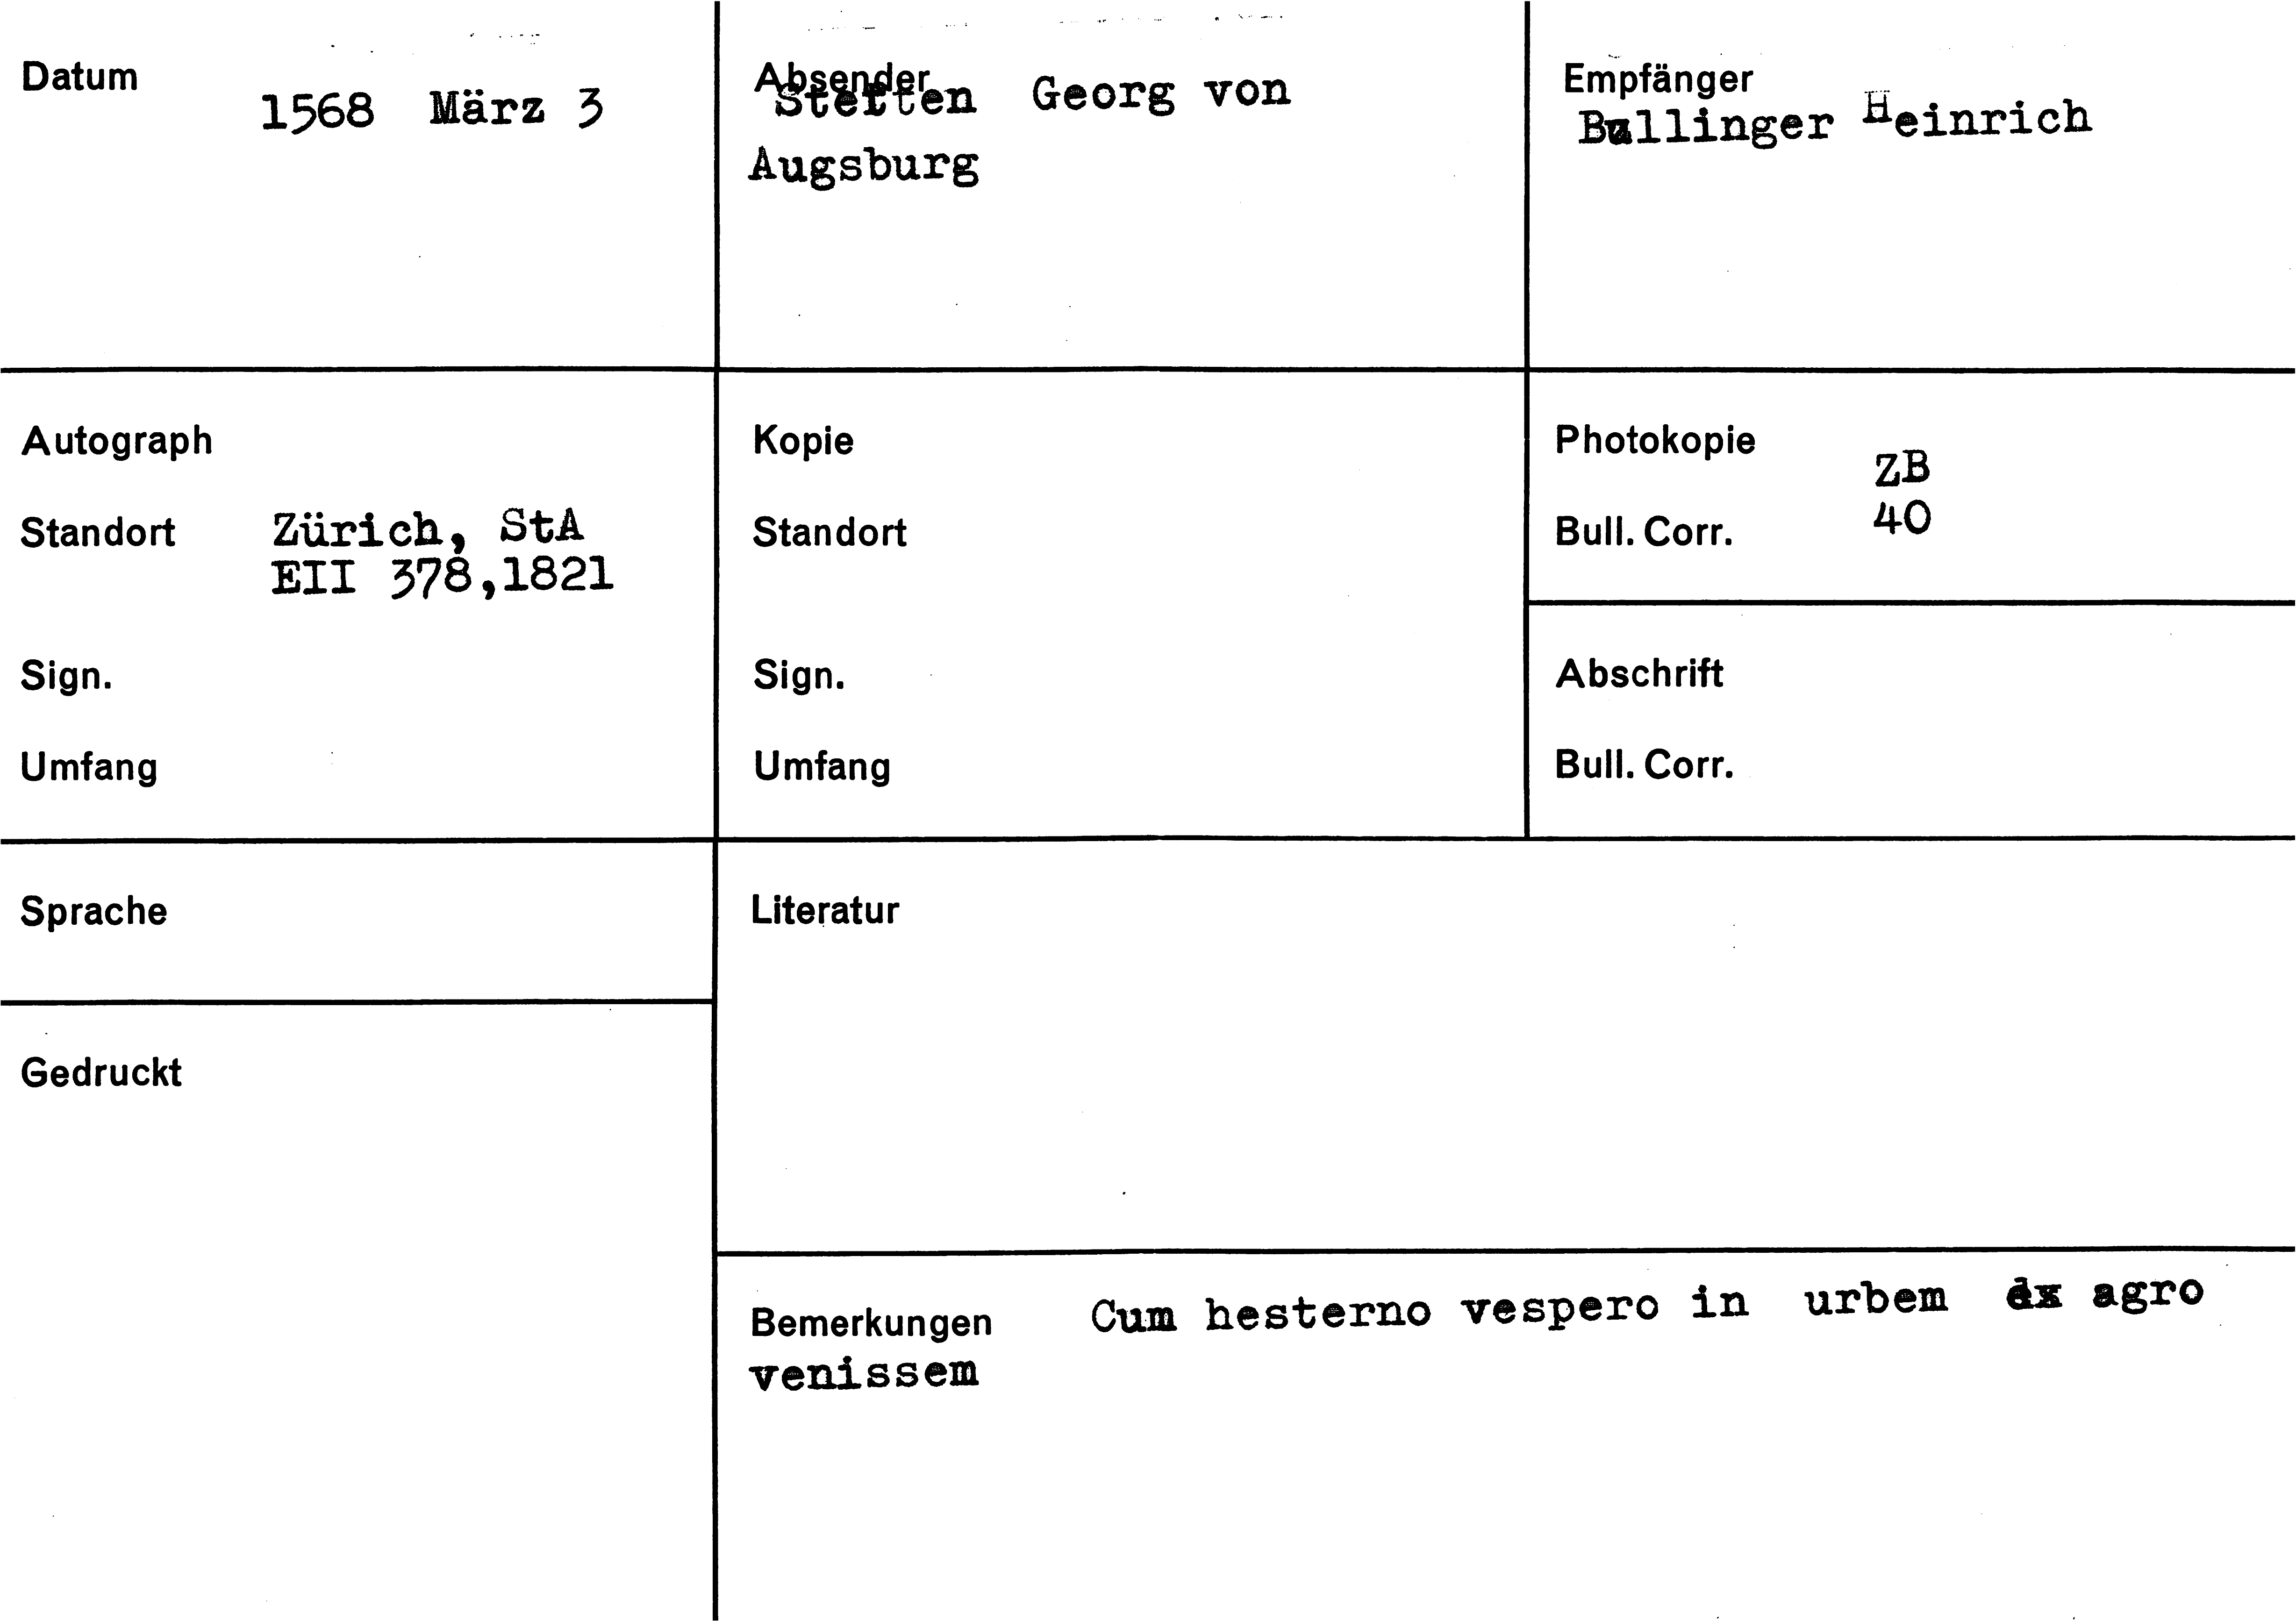 Datum
1568 März 3
Absender
Stetten Georg von
Augsburg
Empfänger
Bullinger Heinrich
Autograph
Standort Zürich, StA
EII 378,1821
Sign.
Umfang
Kopie
Standort
Sign.
Umfang
Photokopie ZB
Bull. Corr. 40
Abschrift
Bull. Corr.
Sprache
Gedruckt
Literatur
Bemerkungen Cum hesterno vespero in urbem ex agro
venissem